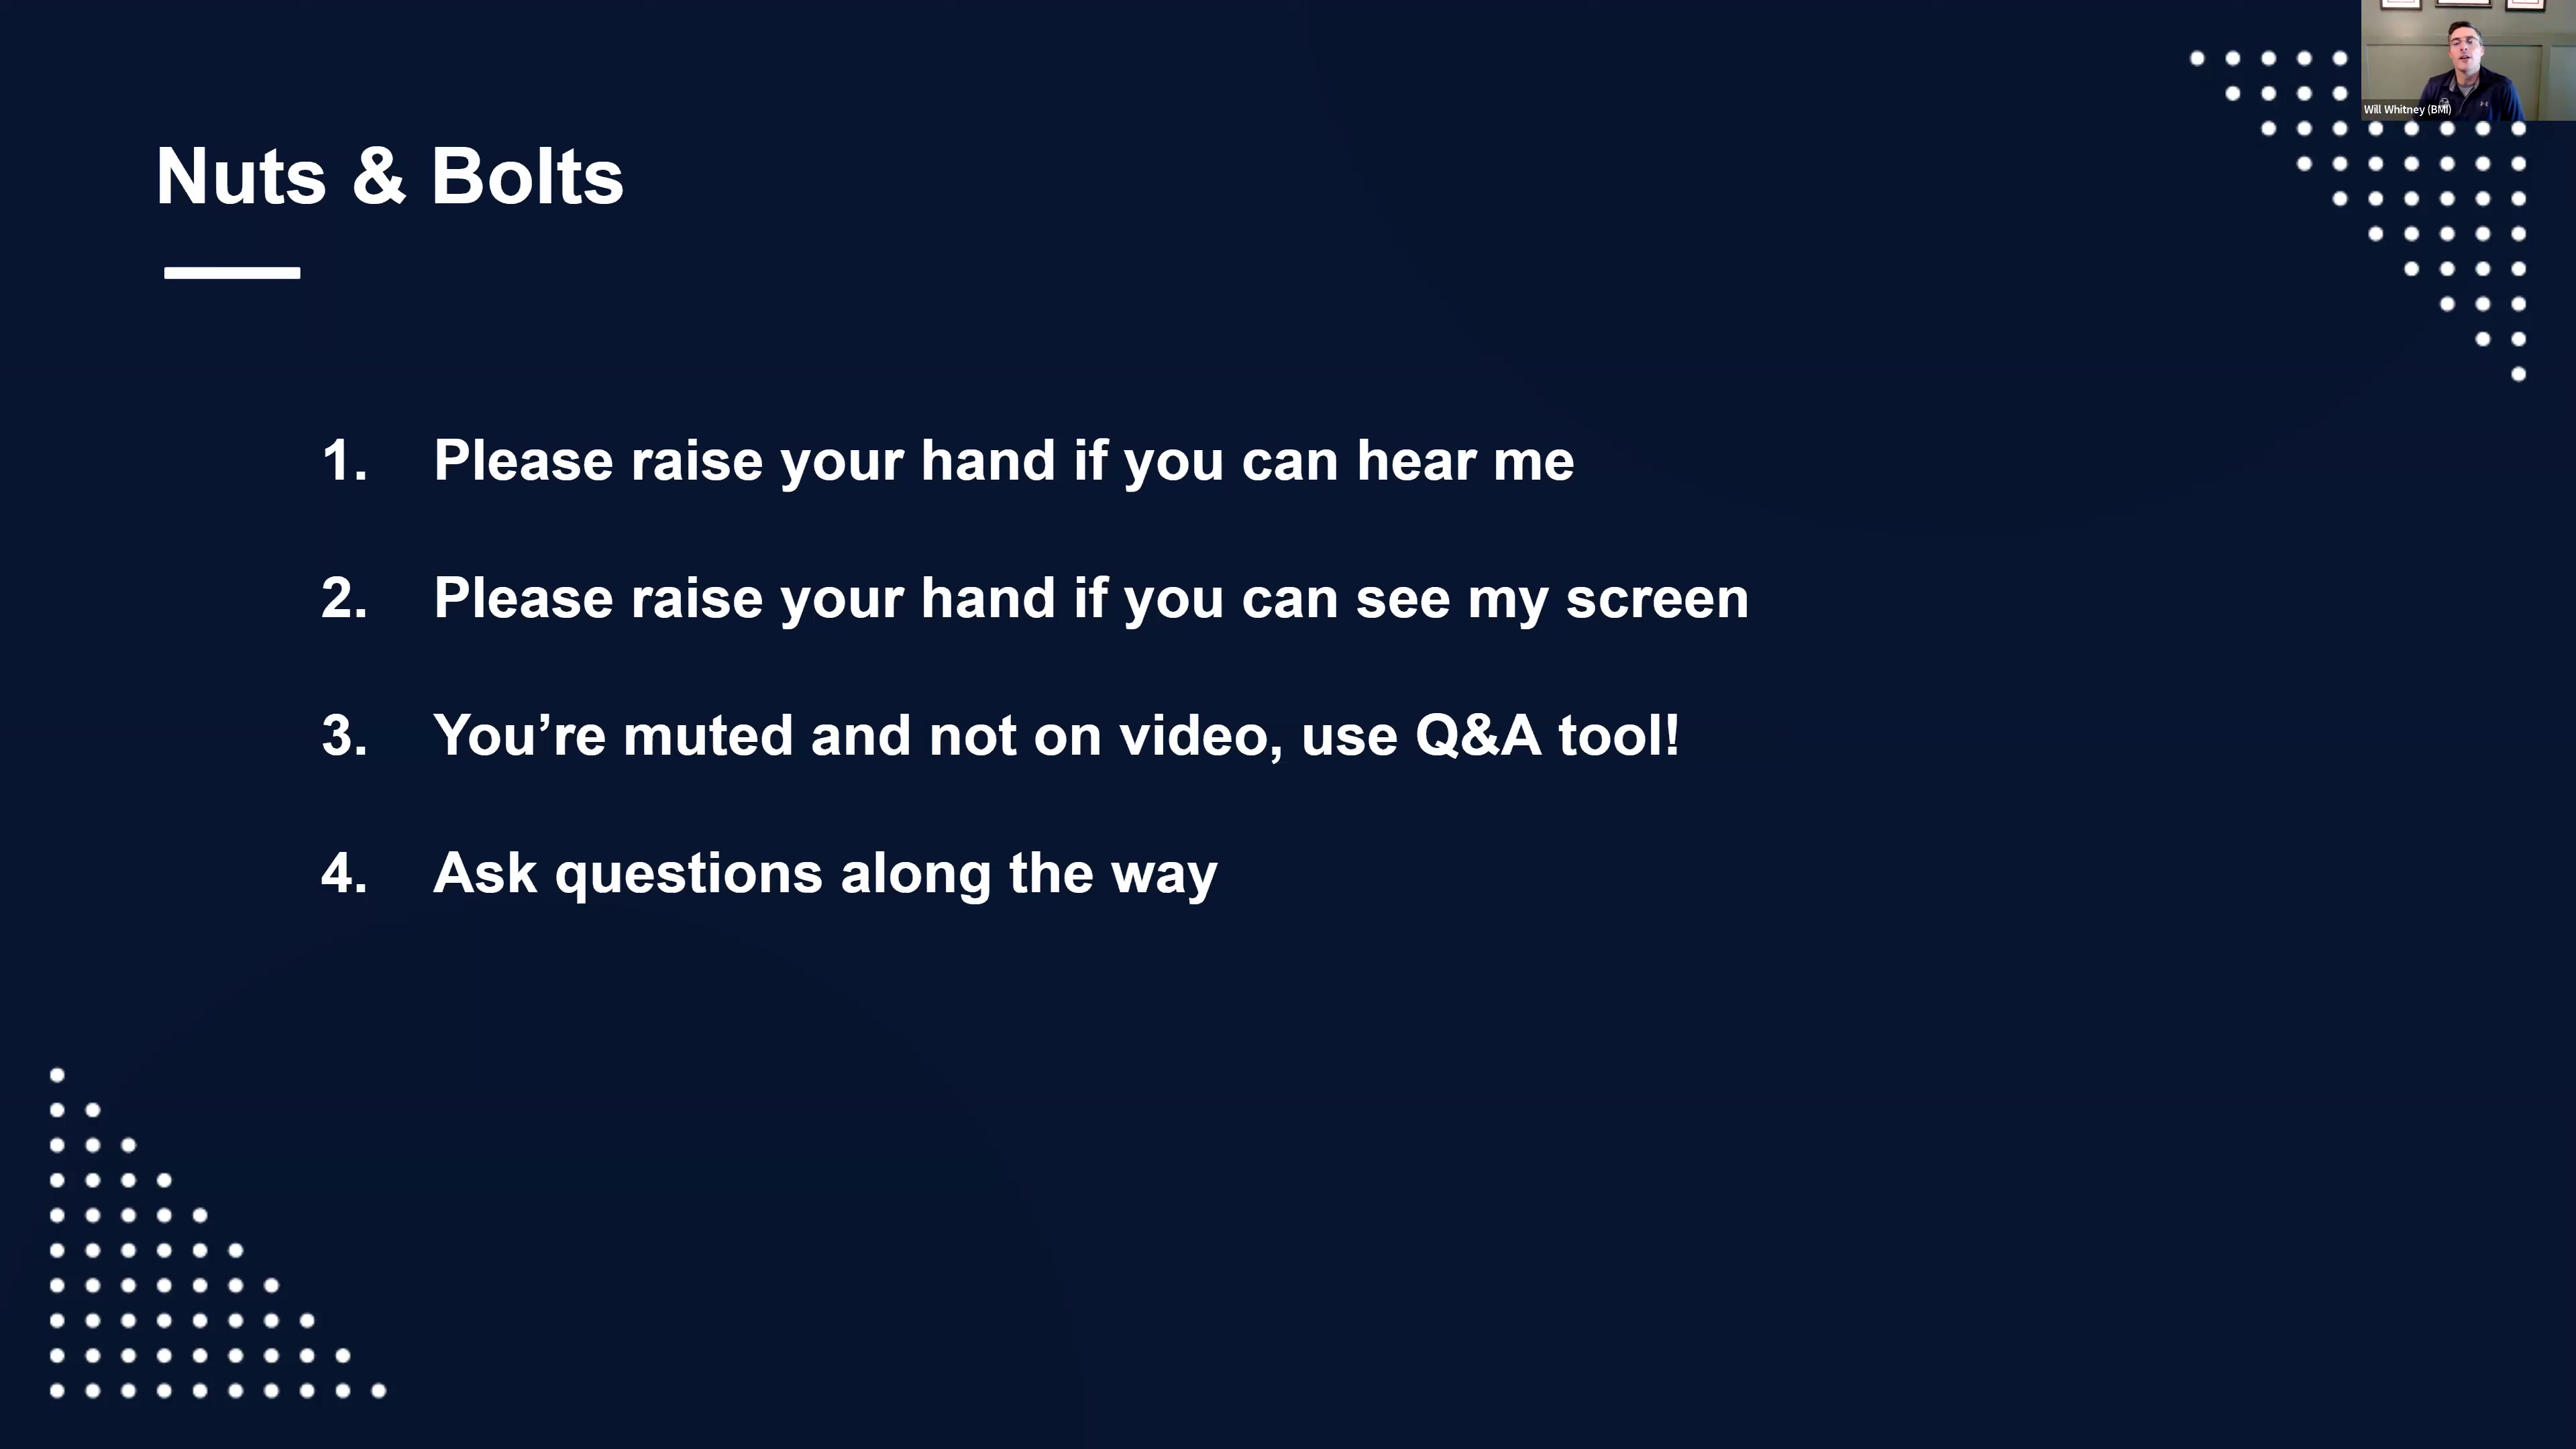 Nuts & Bolts
1. Please raise your hand if you can hear me
2. Please raise your hand if you can see my screen
3. You’re muted and not on video, use Q&A tool!
4. Ask questions along the way
Will Whitney (BMI)